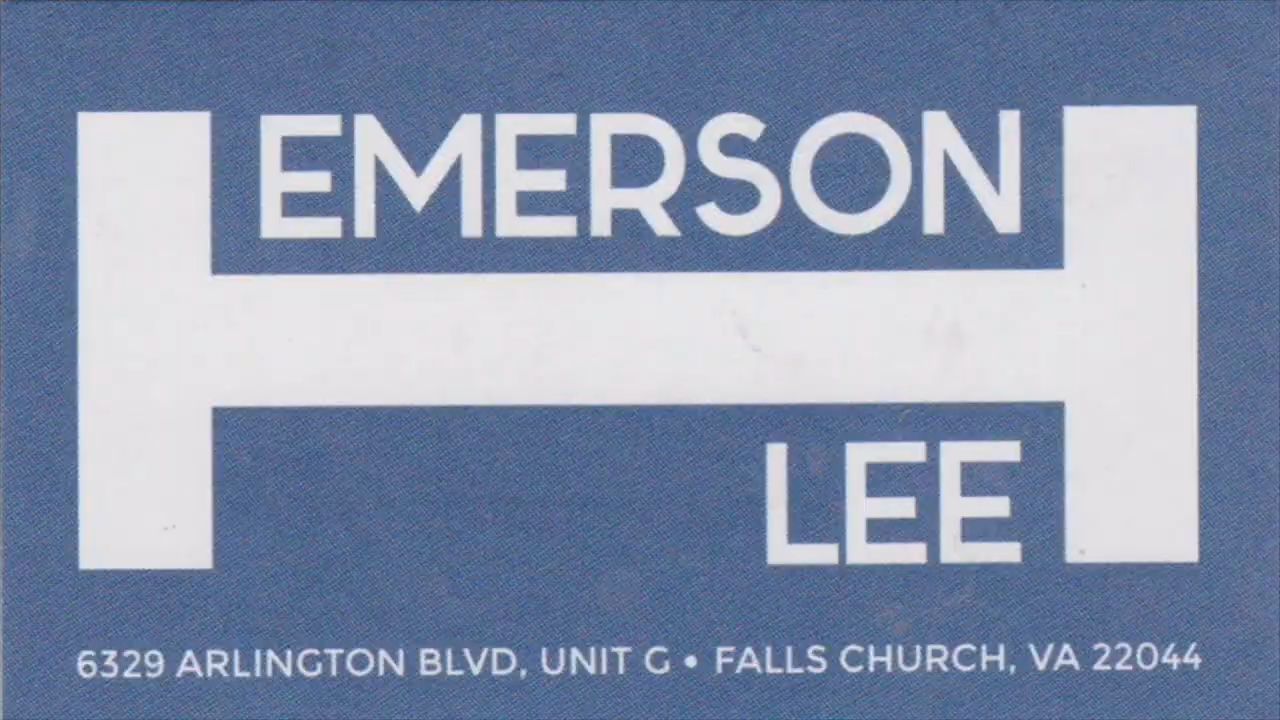 EMERSON
LEE
6329 ARLINGTON BLVD, UNIT G • FALLS CHURCH, VA 22044